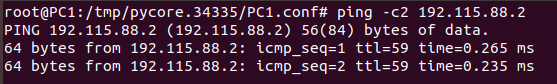 root@PC1:/tmp/pycore.34335/PC1.conf# ping -c2 192.115.88.2
PING 192.115.88.2 (192.115.88.2) 56(84) bytes of data.
64 bytes from 192.115.88.2: icmp_seq=1 ttl=59 time=0.265 ms
64 bytes from 192.115.88.2: icmp_seq=2 ttl=59 time=0.235 ms